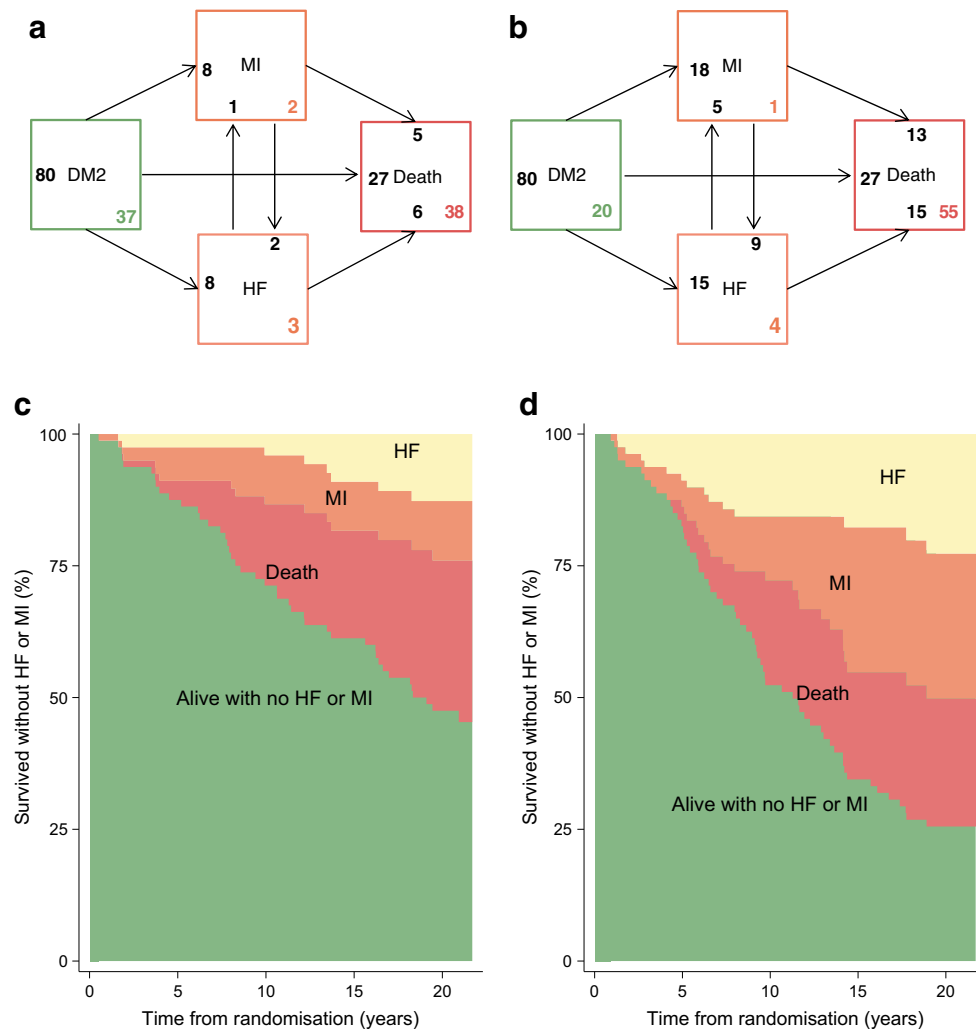 a
8
MI
1
2
80 DM2
37
5
27 Death
6
38
2
8
HF
3
b
18
MI
5
1
80 DM2
20
13
27 Death
15
55
9
15
HF
4
c
Survived without HF or MI (%)
100
75
50
25
0
HF
MI
Death
Alive with no HF or MI
0
5
10
15
20
Time from randomisation (years)
d
Survived without HF or MI (%)
100
75
50
25
0
HF
MI
Death
Alive with no HF or MI
0
5
10
15
20
Time from randomisation (years)